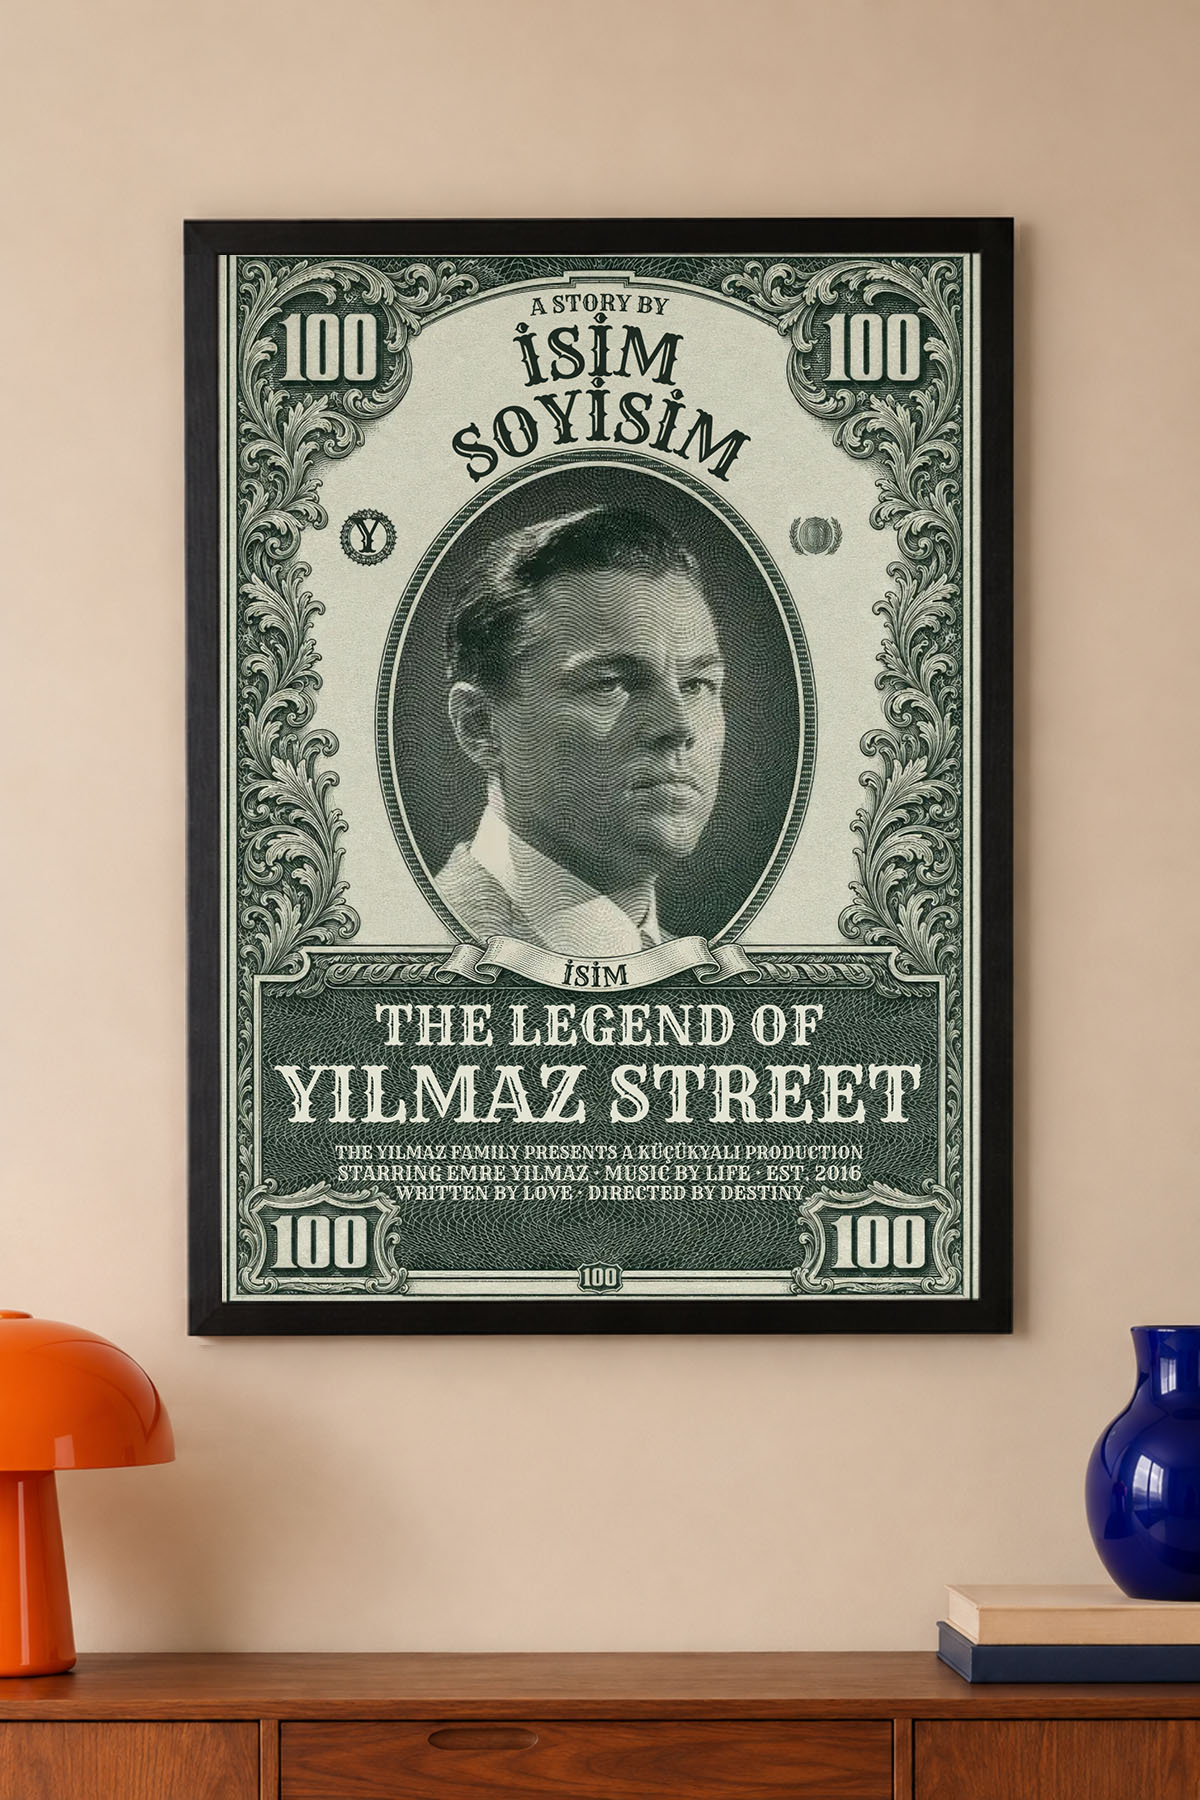 100
100
A STORY BY
İSİM
SOYİSİM
Y
İSİM
THE LEGEND OF
YILMAZ STREET
THE YILMAZ FAMILY PRESENTS A KÜÇÜKYALI PRODUCTION
STARRING EMRE YILMAZ · MUSIC BY LIFE · EST. 2016
WRITTEN BY LOVE · DIRECTED BY DESTINY
100
100
100